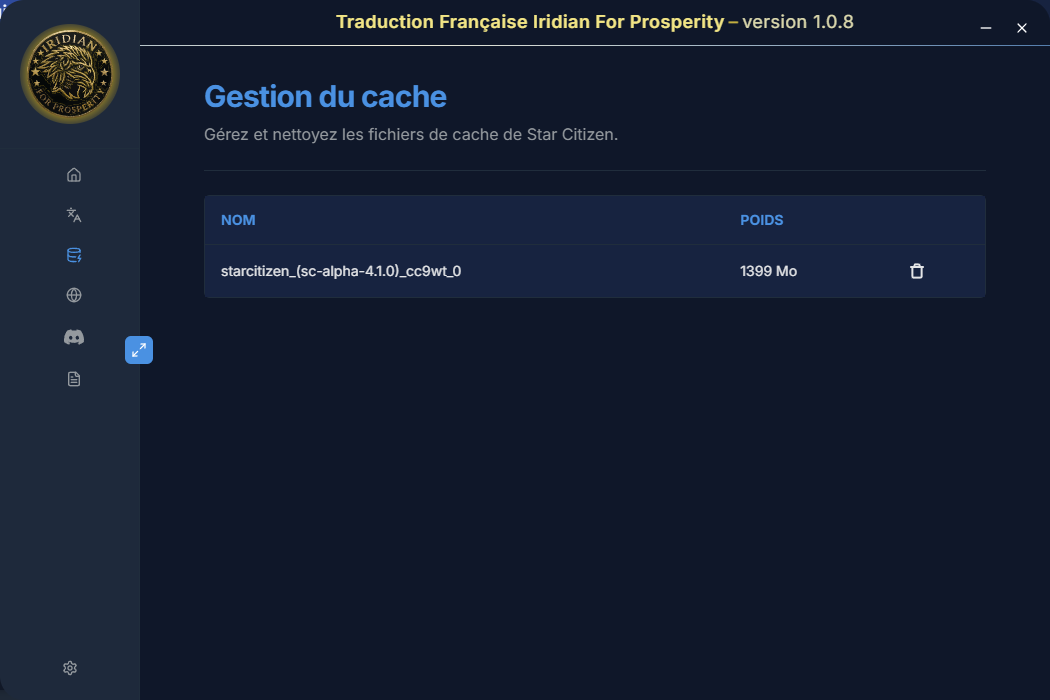 Traduction Française Iridian For Prosperity – version 1.0.8
IRIDIAN
FOR PROSPERITY
Gestion du cache
Gérez et nettoyez les fichiers de cache de Star Citizen.
NOM POIDS
starcitizen_(sc-alpha-4.1.0)_cc9wt_0 1399 Mo